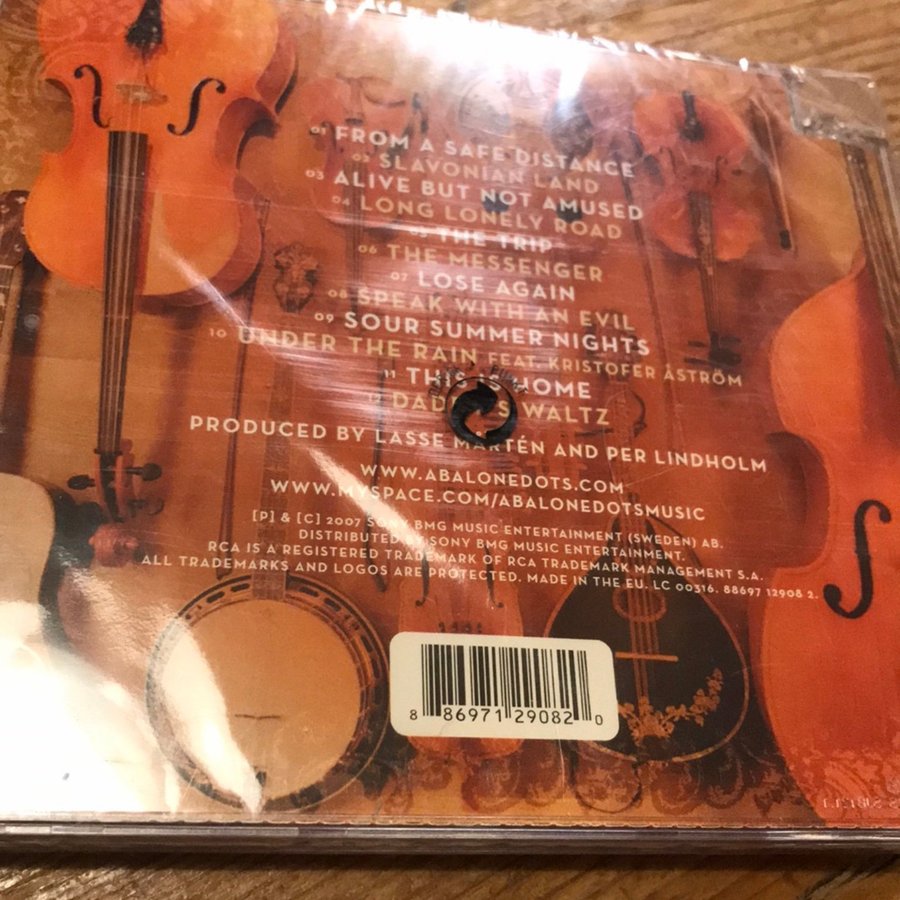 01 FROM A SAFE DISTANCE
02 SLAVONIAN LAND
03 ALIVE BUT NOT AMUSED
04 LONG LONELY ROAD
05 THE TRIP
06 THE MESSENGER
07 LOSE AGAIN
08 SPEAK WITH AN EVIL
09 SOUR SUMMER NIGHTS
10 UNDER THE RAIN FEAT. KRISTOFER ÅSTRÖM
11 THIS IS HOME
WALTZ
PRODUCED BY LASSE MÅRTÉN AND PER LINDHOLM
WWW.ABALONEDOTS.COM
WWW.MYSPACE.COM/ABALONEDOTSMUSIC
[P] & [C] 2007 SONY BMG MUSIC ENTERTAINMENT (SWEDEN) AB.
DISTRIBUTED BY SONY BMG MUSIC ENTERTAINMENT.
RCA IS A REGISTERED TRADEMARK OF RCA TRADEMARK MANAGEMENT S.A.
ALL TRADEMARKS AND LOGOS ARE PROTECTED. MADE IN THE EU. LC 00316. 88697 12908 2.
8 86971 29082 0